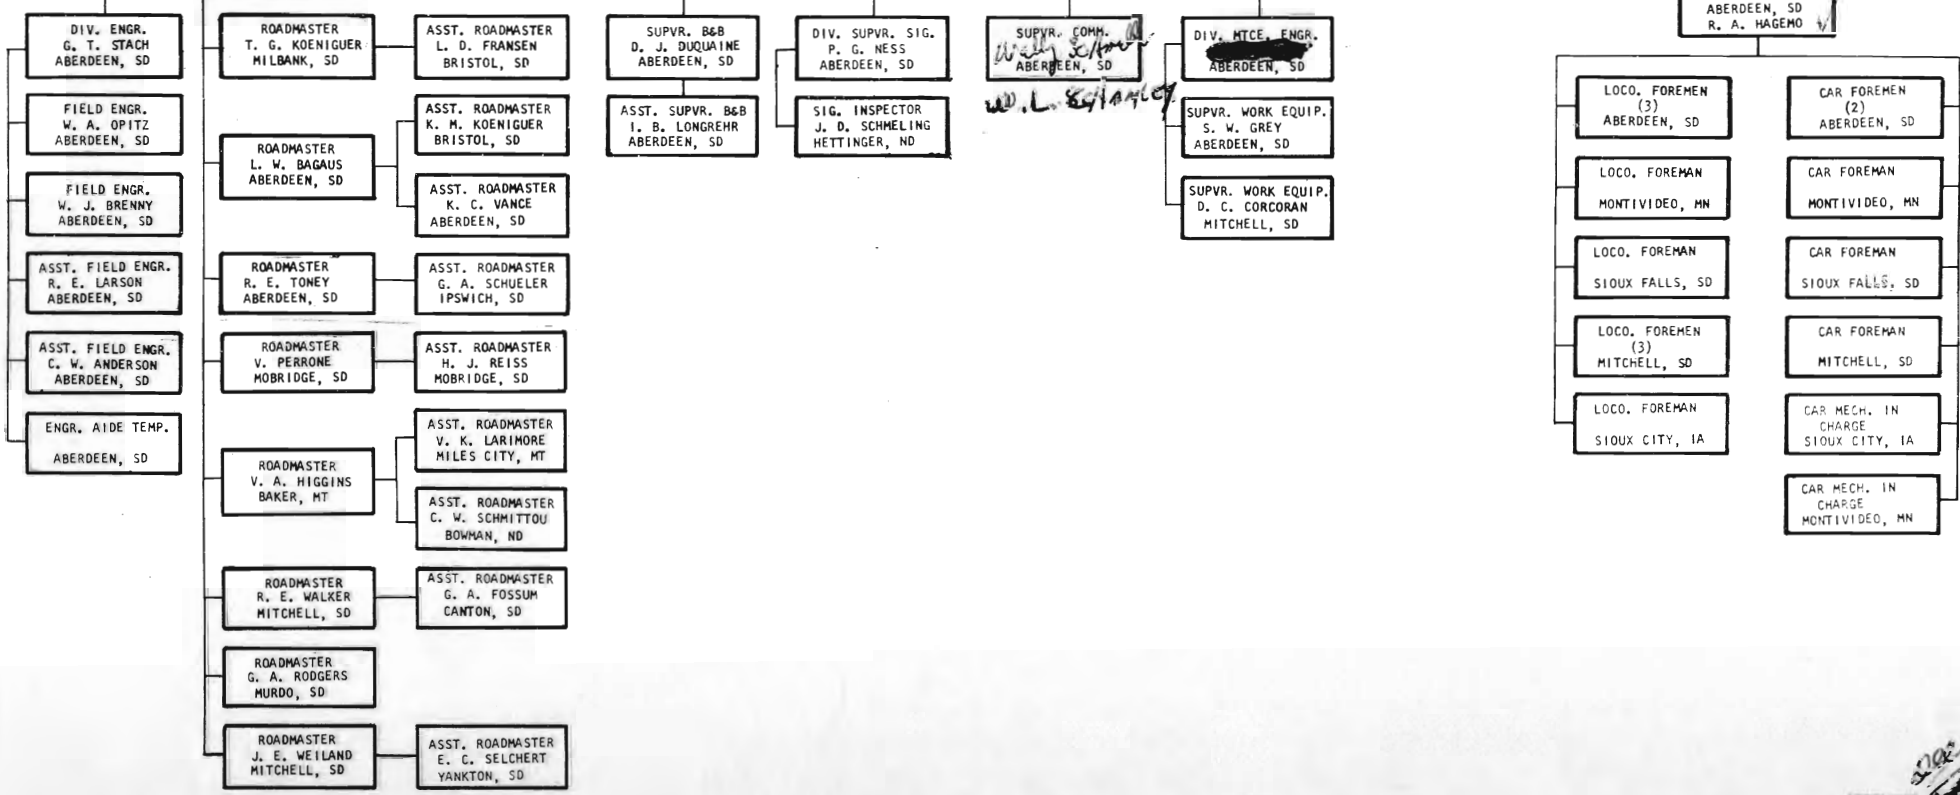 DIV. ENGR.
G. T. STACH
ABERDEEN, SD
FIELD ENGR.
W. A. OPITZ
ABERDEEN, SD
FIELD ENGR.
W. J. BRENNY
ABERDEEN, SD
ASST. FIELD ENGR.
R. E. LARSON
ABERDEEN, SD
ASST. FIELD ENGR.
C. W. ANDERSON
ABERDEEN, SD
ENGR. AIDE TEMP.
ABERDEEN, SD
ROADMASTER
T. G. KOENIGUER
MILBANK, SD
ASST. ROADMASTER
L. D. FRANSEN
BRISTOL, SD
ROADMASTER
L. W. BAGAUS
ABERDEEN, SD
ASST. ROADMASTER
K. M. KOENIGUER
BRISTOL, SD
ASST. ROADMASTER
K. C. VANCE
ABERDEEN, SD
ROADMASTER
R. E. TONEY
ABERDEEN, SD
ASST. ROADMASTER
G. A. SCHUELER
IPSWICH, SD
ROADMASTER
V. PERRONE
MOBRIDGE, SD
ASST. ROADMASTER
H. J. REISS
MOBRIDGE, SD
ROADMASTER
V. A. HIGGINS
BAKER, MT
ASST. ROADMASTER
V. K. LARIMORE
MILES CITY, MT
ASST. ROADMASTER
C. W. SCHMITTOU
BOWMAN, ND
ROADMASTER
R. E. WALKER
MITCHELL, SD
ASST. ROADMASTER
G. A. FOSSUM
CANTON, SD
ROADMASTER
G. A. RODGERS
MURDO, SD
ROADMASTER
J. E. WEILAND
MITCHELL, SD
ASST. ROADMASTER
E. C. SELCHERT
YANKTON, SD
SUPVR. B&B
D. J. DUQUAINE
ABERDEEN, SD
ASST. SUPVR. B&B
I. B. LONGREHR
ABERDEEN, SD
DIV. SUPVR. SIG.
P. G. NESS
ABERDEEN, SD
SIG. INSPECTOR
J. D. SCHMELING
HETTINGER, ND
SUPVR. COMM.
ABERDEEN, SD
DIV. MTCE. ENGR.
ABERDEEN, SD
SUPVR. WORK EQUIP.
S. W. GREY
ABERDEEN, SD
SUPVR. WORK EQUIP.
D. C. CORCORAN
MITCHELL, SD
ABERDEEN, SD
R. A. HAGEMO
LOCO. FOREMEN
(3)
ABERDEEN, SD
LOCO. FOREMAN
MONTIVIDEO, MN
LOCO. FOREMAN
SIOUX FALLS, SD
LOCO. FOREMEN
(3)
MITCHELL, SD
LOCO. FOREMAN
SIOUX CITY, IA
CAR FOREMEN
(2)
ABERDEEN, SD
CAR FOREMAN
MONTIVIDEO, MN
CAR FOREMAN
SIOUX FALLS, SD
CAR FOREMAN
MITCHELL, SD
CAR MECH. IN
CHARGE
SIOUX CITY, IA
CAR MECH. IN
CHARGE
MONTIVIDEO, MN